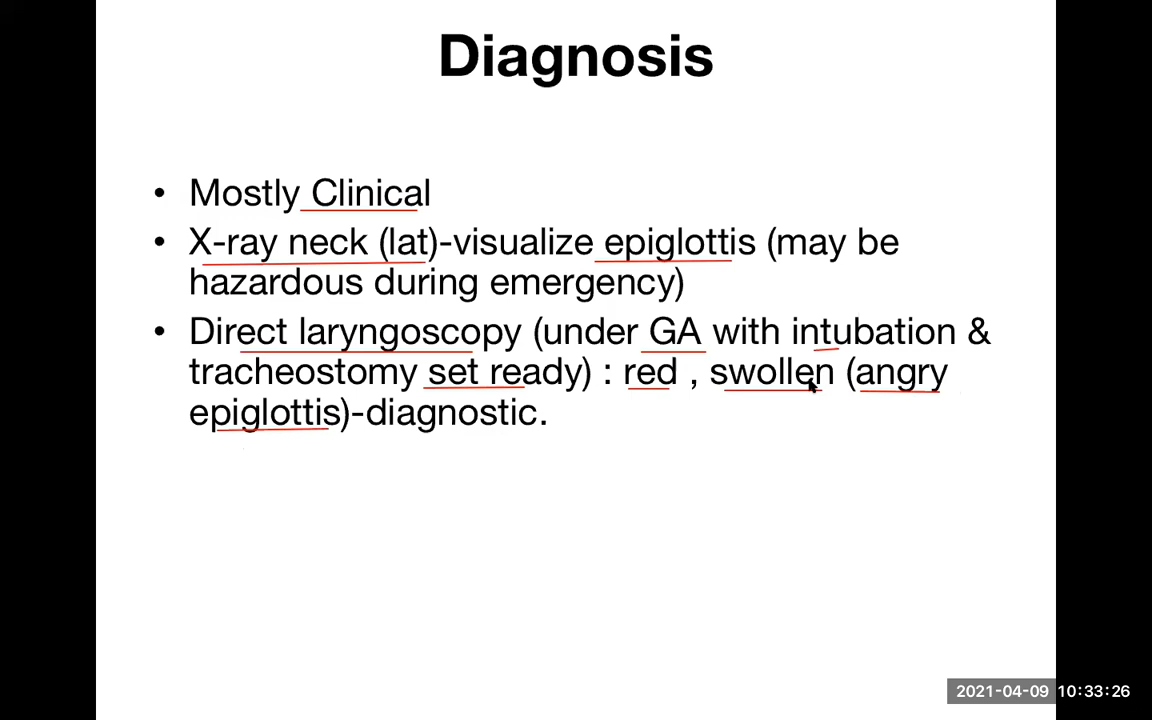 Diagnosis
• Mostly Clinical
• X-ray neck (lat)-visualize epiglottis (may be
hazardous during emergency)
• Direct laryngoscopy (under GA with intubation &
tracheostomy set ready) : red , swollen (angry
epiglottis)-diagnostic.
2021-04-09 10:33:26